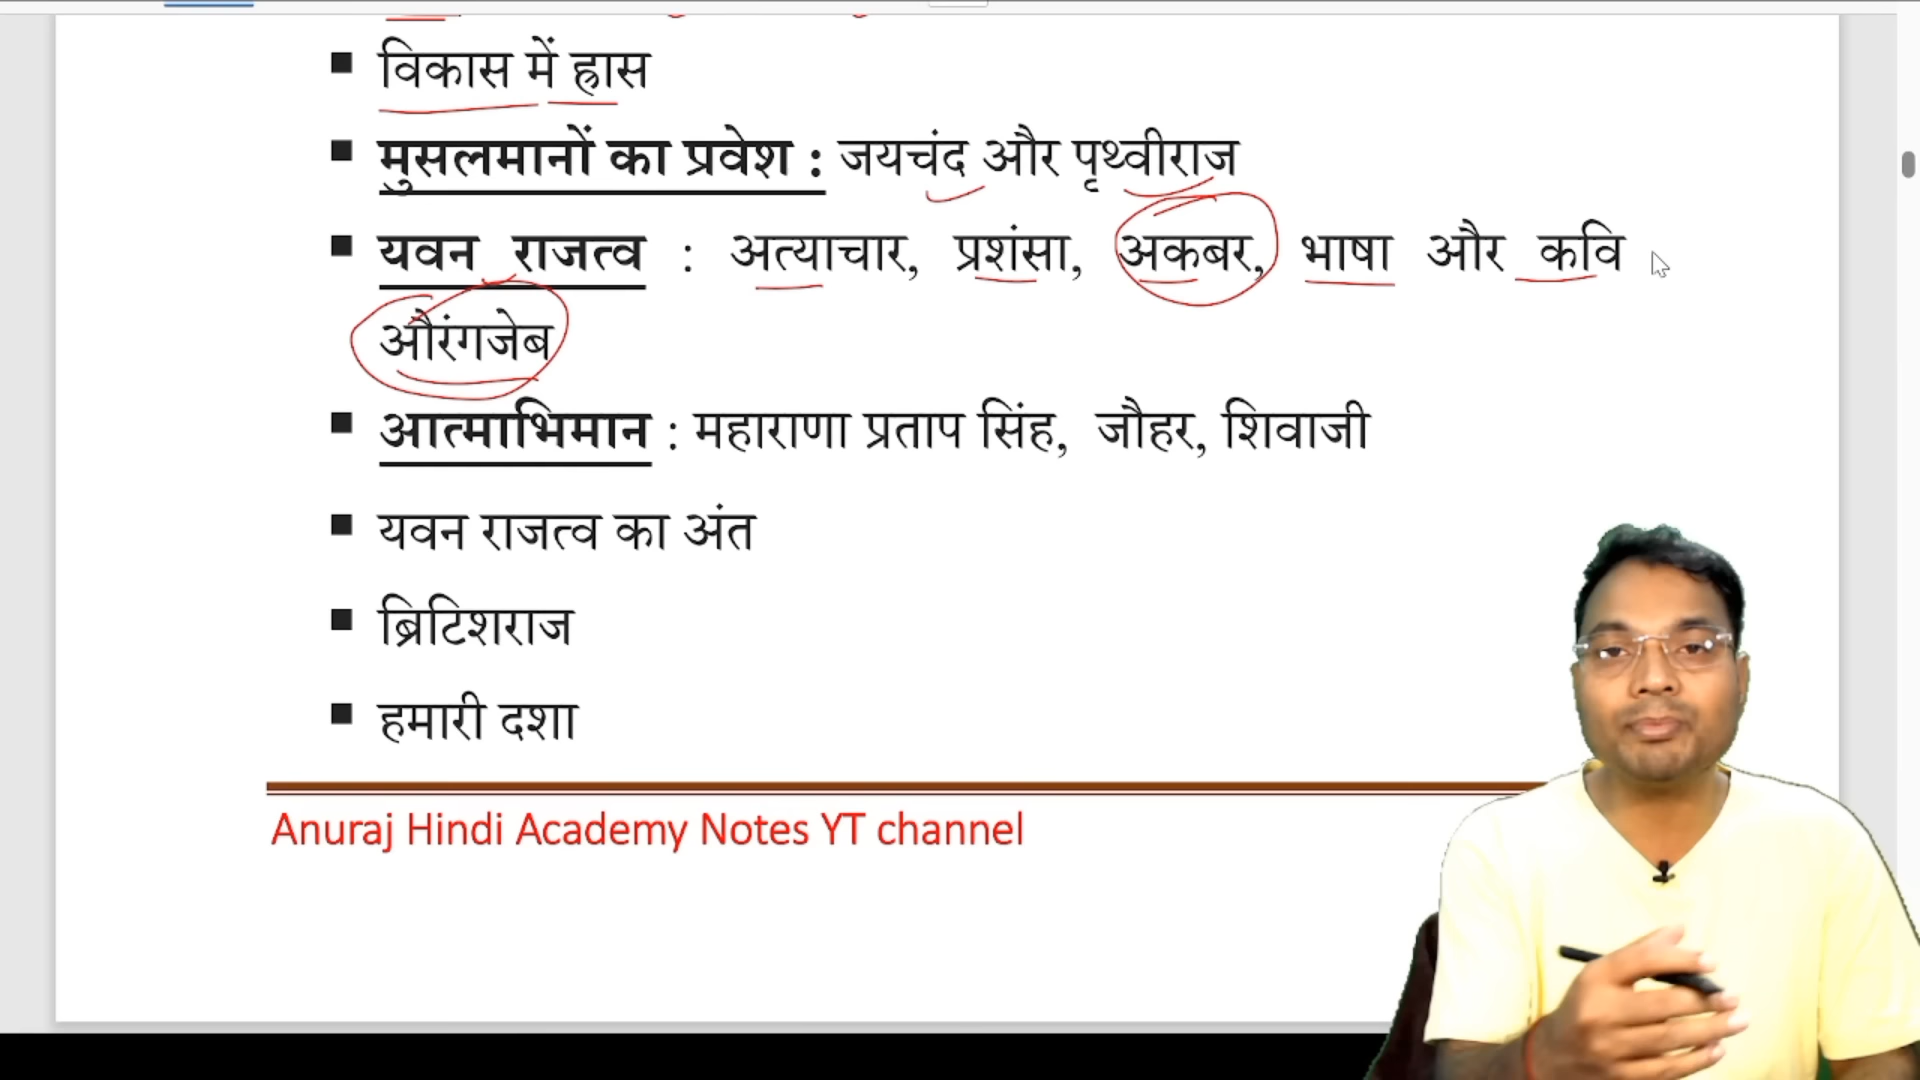 विकास में ह्रास
मुसलमानों का प्रवेश : जयचंद और पृथ्वीराज
यवन राजत्व : अत्याचार, प्रशंसा, अकबर, भाषा और कवि
औरंगजेब
आत्माभिमान : महाराणा प्रताप सिंह, जौहर, शिवाजी
यवन राजत्व का अंत
ब्रिटिशराज
हमारी दशा
Anuraj Hindi Academy Notes YT channel